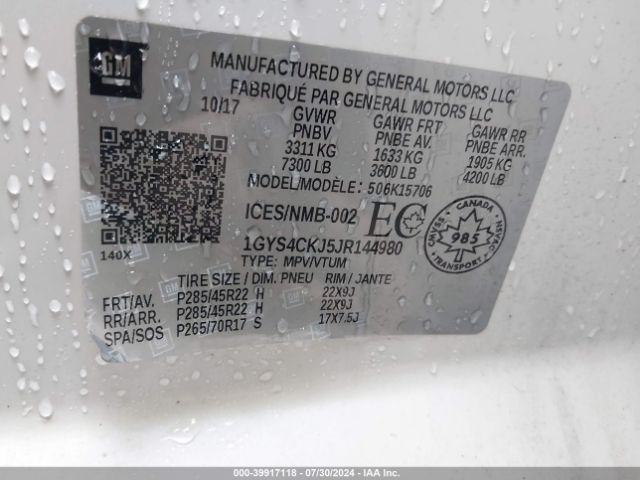 GM
MANUFACTURED BY GENERAL MOTORS LLC
FABRIQUÉ PAR GENERAL MOTORS LLC
10/17 GVWR GAWR FRT GAWR RR
PNBV PNBE AV. PNBE ARR.
3311 KG 1633 KG 1905 KG
7300 LB 3600 LB 4200 LB
MODEL/MODÈLE: 506K15706
ICES/NMB-002 EC
CANADA
CMVSS 985 NSVAC
TRANSPORT
1GYS4CKJ5JR144980
140X TYPE: MPV/VTUM
TIRE SIZE / DIM. PNEU RIM / JANTE
FRT/AV. P285/45R22 H 22X9J
RR/ARR. P285/45R22 H 22X9J
SPA/SOS P265/70R17 S 17X7.5J
000-39917118 - 07/30/2024 - IAA Inc.